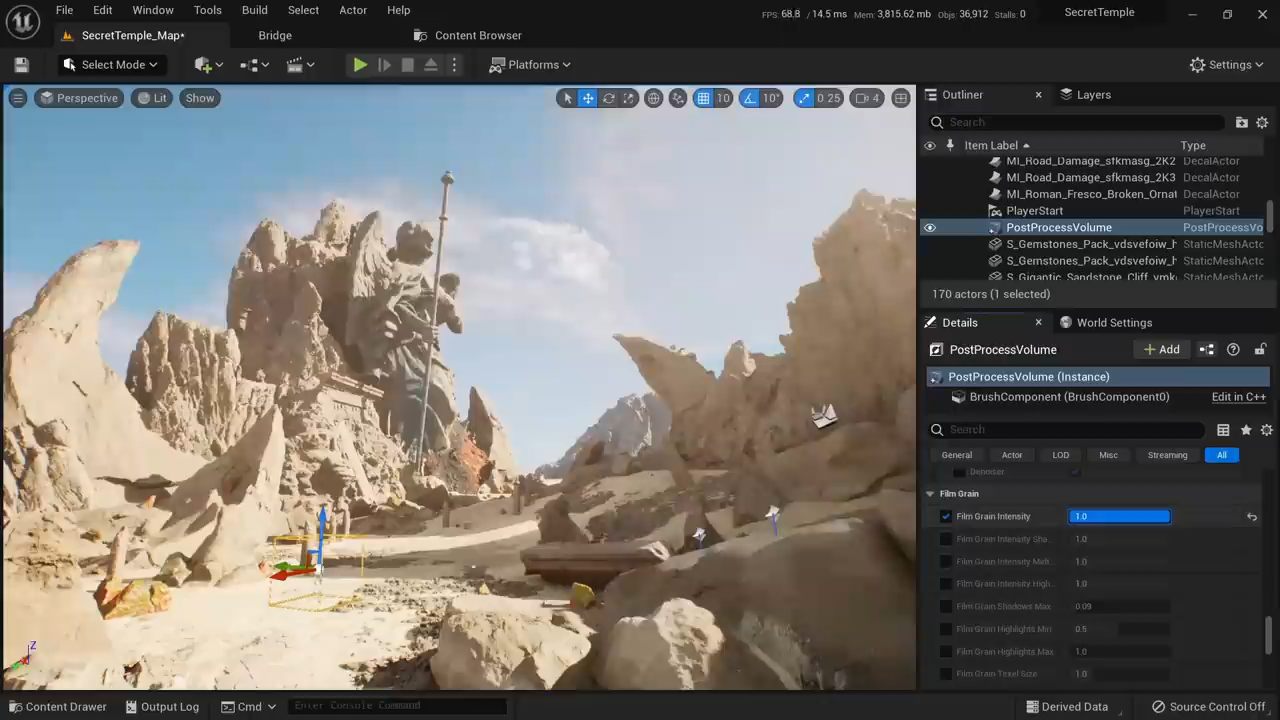 File Edit Window Tools Build Select Actor Help
FPS: 68.8 / 14.5 ms Mem: 3,815.62 mb Objs: 36,912 Stalls: 0
SecretTemple
SecretTemple_Map*
Bridge
Content Browser
Select Mode
Platforms
Settings
Perspective Lit Show
10 10° 0.25 4
Outliner Layers
Search
Item Label Type
MI_Road_Damage_sfkmasg_2K2 DecalActor
MI_Road_Damage_sfkmasg_2K3 DecalActor
MI_Roman_Fresco_Broken_Ornat DecalActor
PlayerStart PlayerStart
PostProcessVolume PostProcessVo
S_Gemstones_Pack_vdsvefoiw_h StaticMeshActo
S_Gemstones_Pack_vdsvefoiw_h StaticMeshActo
S_Gigantic_Sandstone_Cliff_vmk StaticMeshActo
170 actors (1 selected)
Details World Settings
PostProcessVolume
Add
PostProcessVolume (Instance)
BrushComponent (BrushComponent0) Edit in C++
Search
General Actor LOD Misc Streaming All
Denoiser
Film Grain
Film Grain Intensity 1.0
Film Grain Intensity Sha... 1.0
Film Grain Intensity Midt... 1.0
Film Grain Intensity High... 1.0
Film Grain Shadows Max 0.09
Film Grain Highlights Min 0.5
Film Grain Highlights Max 1.0
Film Grain Texel Size 1.0
Z
Content Drawer
Output Log
Cmd
Enter Console Command
Derived Data
Source Control Off